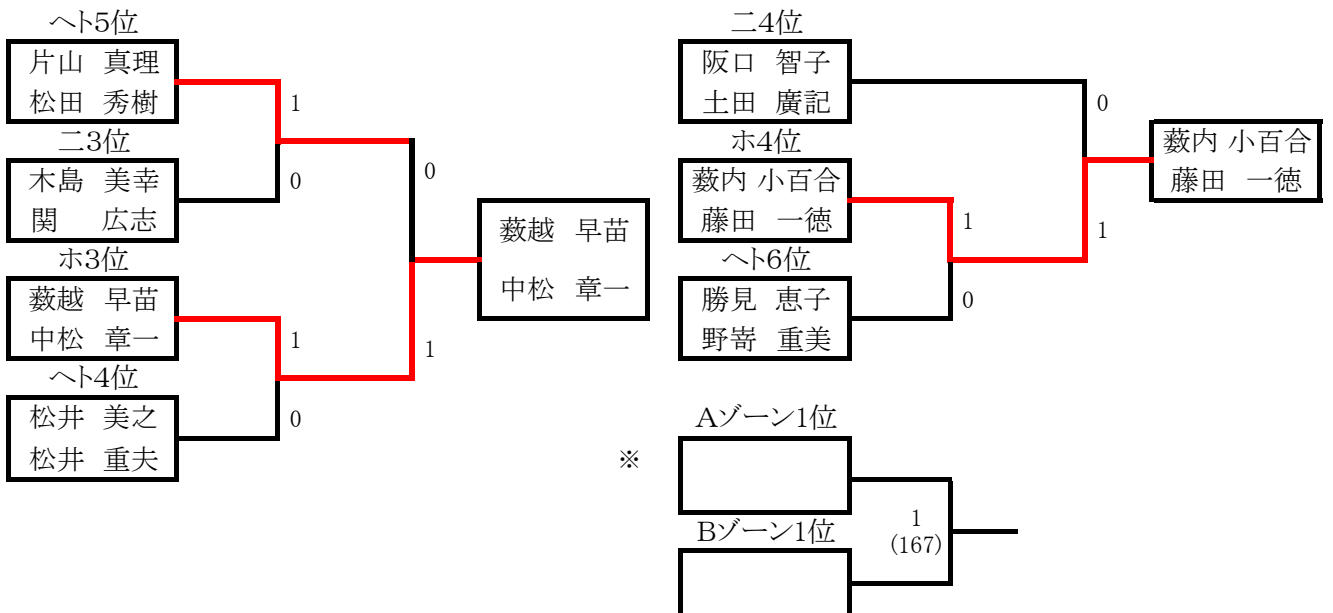 ヘト5位
片山 真理
松田 秀樹
1
ニ3位
0
木島 美幸
関 広志
0
ホ3位
薮越 早苗
中松 章一
1
ヘト4位
松井 美之
松井 重夫
0
1
薮越 早苗
中松 章一
ニ4位
阪口 智子
土田 廣記
0
ホ4位
薮内 小百合
藤田 一徳
1
1
ヘト6位
勝見 恵子
野嵜 重美
0
薮内 小百合
藤田 一徳
※
Aゾーン1位
Bゾーン1位
1
(167)